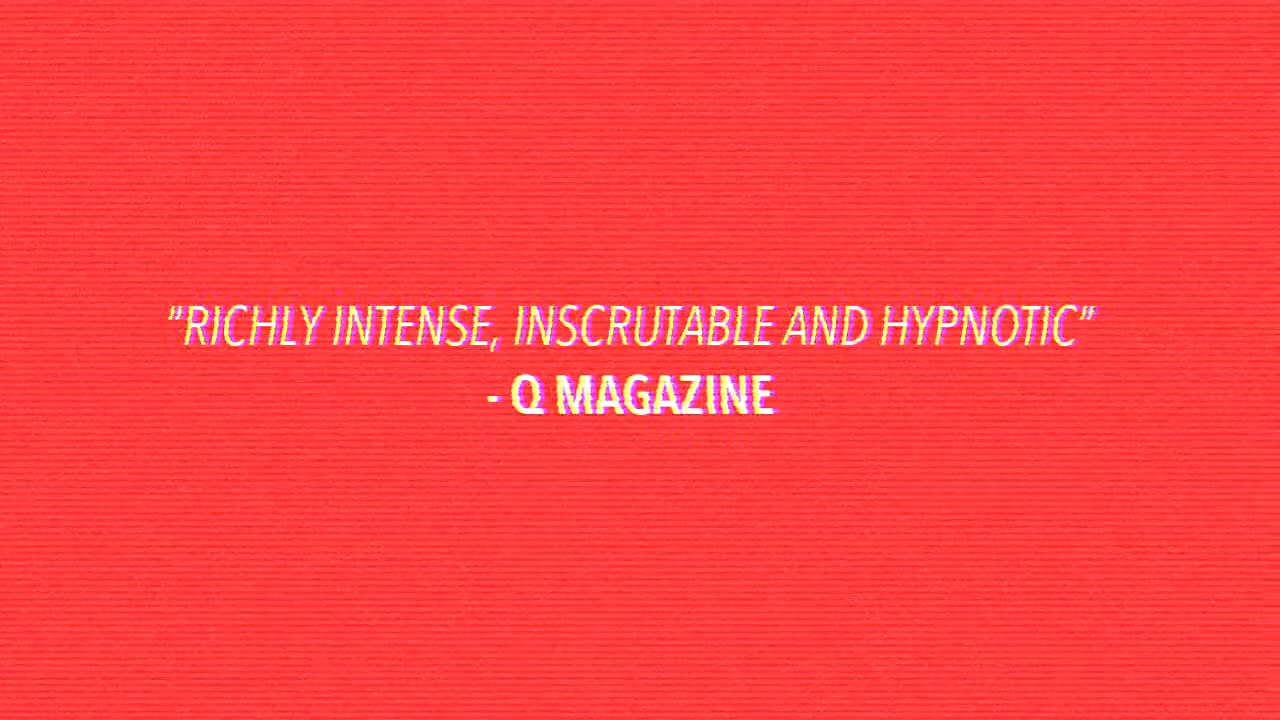 "RICHLY INTENSE, INSCRUTABLE AND HYPNOTIC"
- Q MAGAZINE